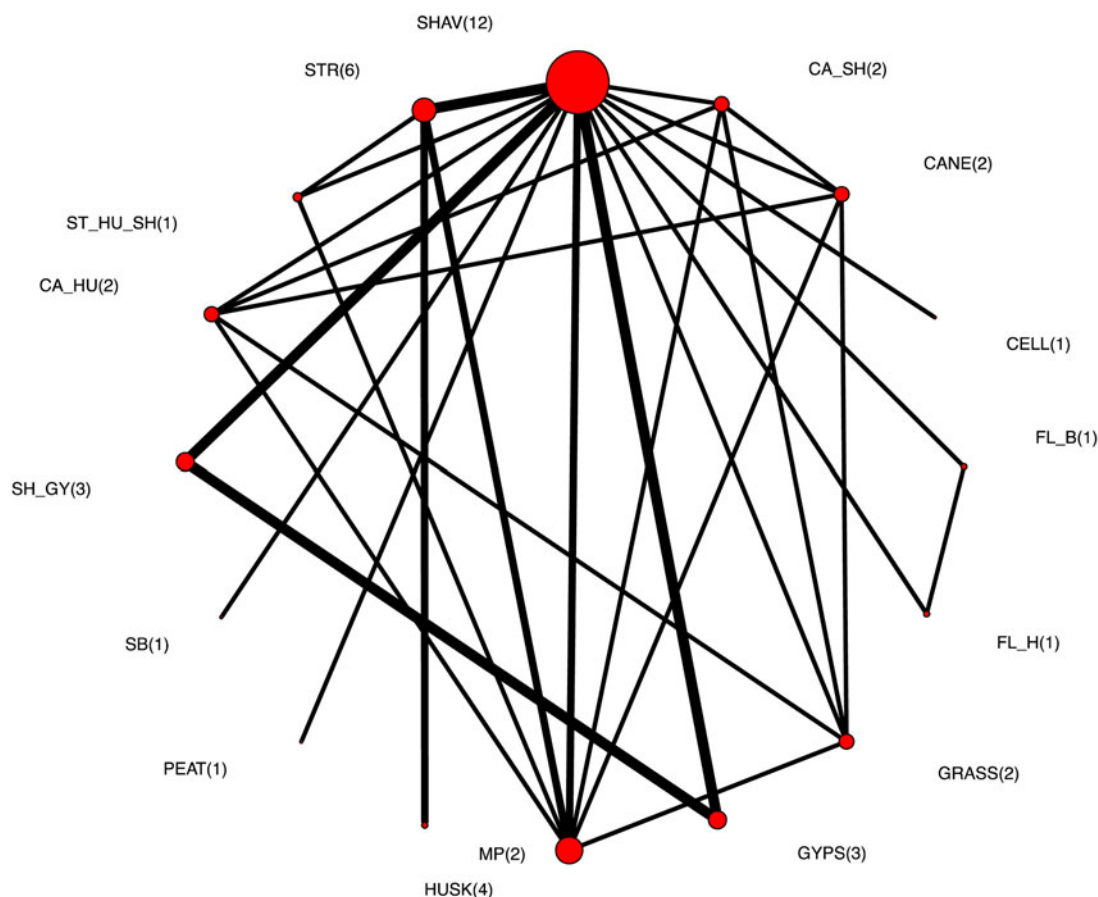 SHAV(12)
STR(6)
CA_SH(2)
CANE(2)
ST_HU_SH(1)
CA_HU(2)
CELL(1)
FL_B(1)
SH_GY(3)
SB(1)
FL_H(1)
PEAT(1)
GRASS(2)
MP(2)
GYPS(3)
HUSK(4)